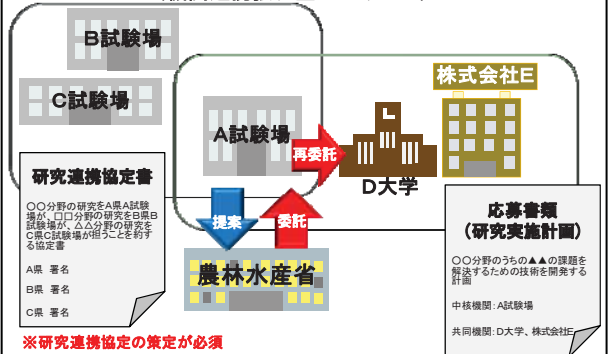 B試験場
C試験場
A試験場
株式会社E
再委託
D大学
研究連携協定書
〇〇分野の研究をA県A試験
場が、□□分野の研究をB県B
試験場が、△△分野の研究を
C県C試験場が担うことを約す
る協定書
A県 署名
B県 署名
C県 署名
提案
委託
農林水産省
応募書類
（研究実施計画）
〇〇分野のうちの▲▲の課題を
解決するための技術を開発する
計画
中核機関：A試験場
共同機関：D大学、株式会社E
※研究連携協定の策定が必須